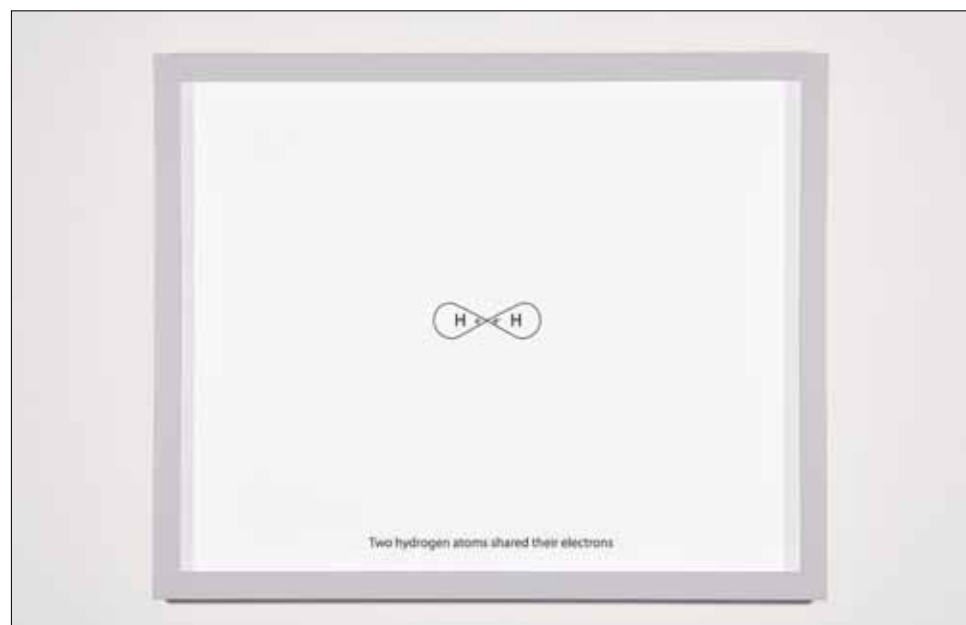 H e⁻ e⁻ H
Two hydrogen atoms shared their electrons